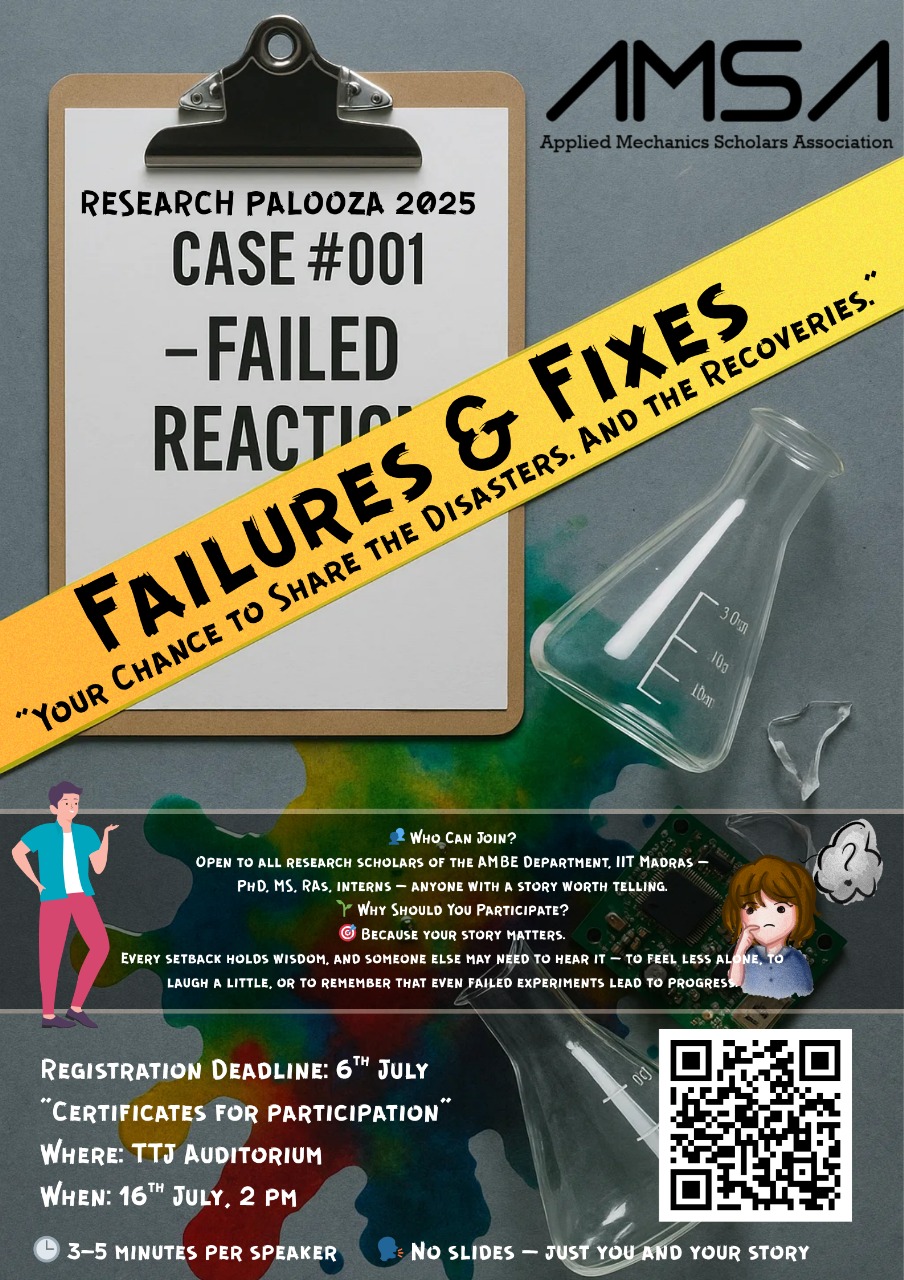 AMSA
Applied Mechanics Scholars Association
RESEARCH PALOOZA 2025
CASE #001
–FAILED
REACTION
FAILURES & FIXES
"YOUR CHANCE TO SHARE THE DISASTERS. AND THE RECOVERIES."
30
10
10
WHO CAN JOIN?
OPEN TO ALL RESEARCH SCHOLARS OF THE AMBE DEPARTMENT, IIT MADRAS –
PHD, MS, RAS, INTERNS – ANYONE WITH A STORY WORTH TELLING.
WHY SHOULD YOU PARTICIPATE?
BECAUSE YOUR STORY MATTERS.
EVERY SETBACK HOLDS WISDOM, AND SOMEONE ELSE MAY NEED TO HEAR IT – TO FEEL LESS ALONE, TO
LAUGH A LITTLE, OR TO REMEMBER THAT EVEN FAILED EXPERIMENTS LEAD TO PROGRESS.
?
REGISTRATION DEADLINE: 6TH JULY
"CERTIFICATES FOR PARTICIPATION"
WHERE: TTJ AUDITORIUM
WHEN: 16TH JULY, 2 PM
3–5 MINUTES PER SPEAKER
NO SLIDES – JUST YOU AND YOUR STORY